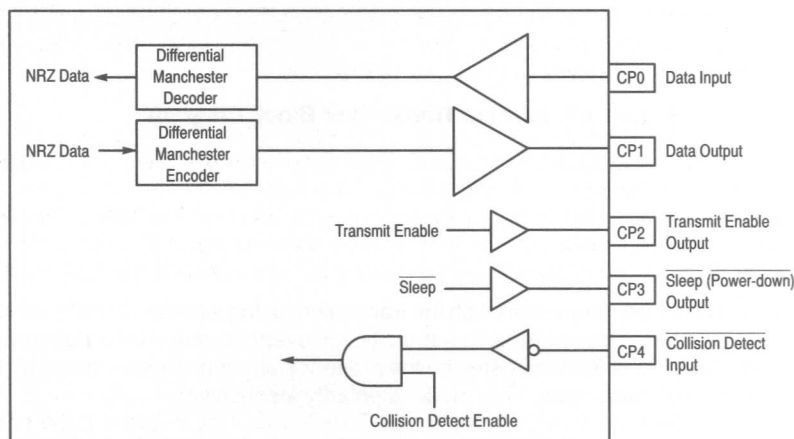 NRZ Data
Differential
Manchester
Decoder
CP0
Data Input
NRZ Data
Differential
Manchester
Encoder
CP1
Data Output
Transmit Enable
CP2
Transmit Enable
Output
Sleep
CP3
Sleep (Power-down)
Output
CP4
Collision Detect
Input
Collision Detect Enable